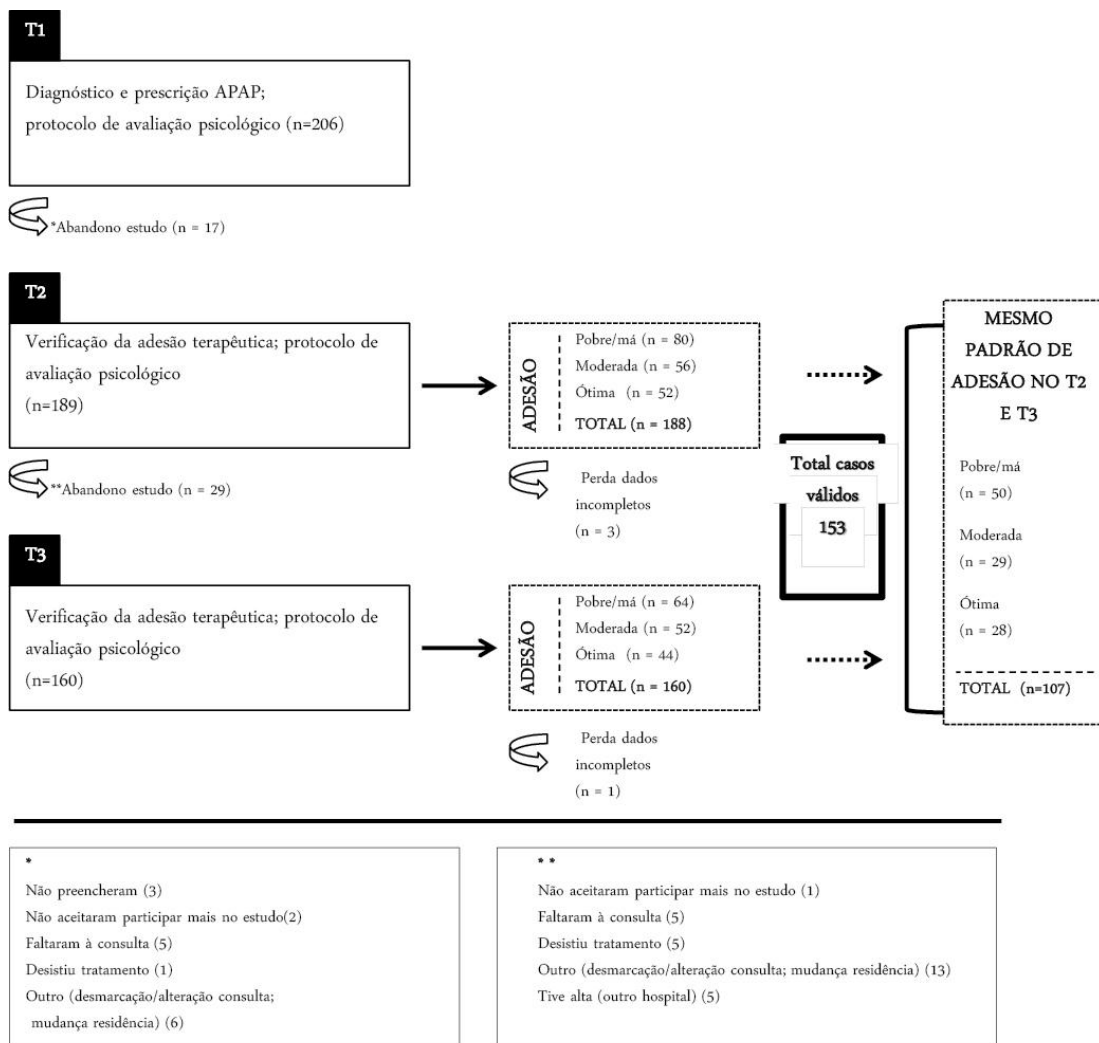 T1
Diagnóstico e prescrição APAP;
protocolo de avaliação psicológico (n=206)
*Abandono estudo (n = 17)
T2
Verificação da adesão terapêutica; protocolo de
avaliação psicológico
(n=189)
ADESÃO
Pobre/má (n = 80)
Moderada (n = 56)
Ótima (n = 52)
TOTAL (n = 188)
**Abandono estudo (n = 29)
Perda dados
incompletos
(n = 3)
T3
Verificação da adesão terapêutica; protocolo de
avaliação psicológico
(n=160)
ADESÃO
Pobre/má (n = 64)
Moderada (n = 52)
Ótima (n = 44)
TOTAL (n = 160)
Perda dados
incompletos
(n = 1)
Total casos
válidos
153
MESMO
PADRÃO DE
ADESÃO NO T2
E T3
Pobre/má
(n = 50)
Moderada
(n = 29)
Ótima
(n = 28)
TOTAL (n=107)
*
Não preencheram (3)
Não aceitaram participar mais no estudo(2)
Faltaram à consulta (5)
Desistiu tratamento (1)
Outro (desmarcação/alteração consulta;
mudança residência) (6)
* *
Não aceitaram participar mais no estudo (1)
Faltaram à consulta (5)
Desistiu tratamento (5)
Outro (desmarcação/alteração consulta; mudança residência) (13)
Tive alta (outro hospital) (5)